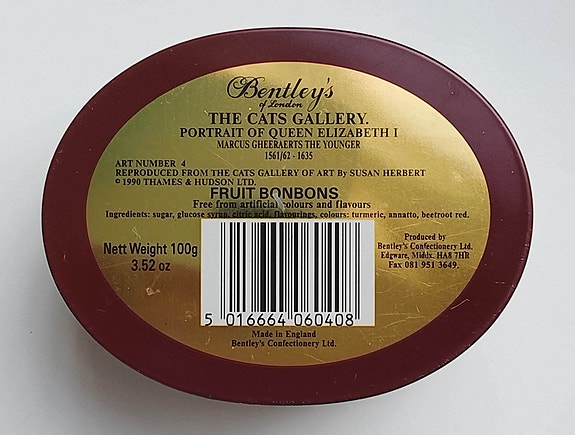 Bentley's
of London
THE CATS GALLERY.
PORTRAIT OF QUEEN ELIZABETH I
MARCUS GHEERAERTS THE YOUNGER
1561/62 - 1635
ART NUMBER 4
REPRODUCED FROM THE CATS GALLERY OF ART By SUSAN HERBERT
© 1990 THAMES & HUDSON LTD.
FRUIT BONBONS
Free from artificial colours and flavours
Ingredients: sugar, glucose syrup, citric acid, flavourings, colours: turmeric, annatto, beetroot red.
Nett Weight 100g
3.52 oz
Produced by
Bentley's Confectionery Ltd.
Edgware, Middx. HA8 7HR
Fax 081 951 3649.
5 016664 060408
Made in England
Bentley's Confectionery Ltd.